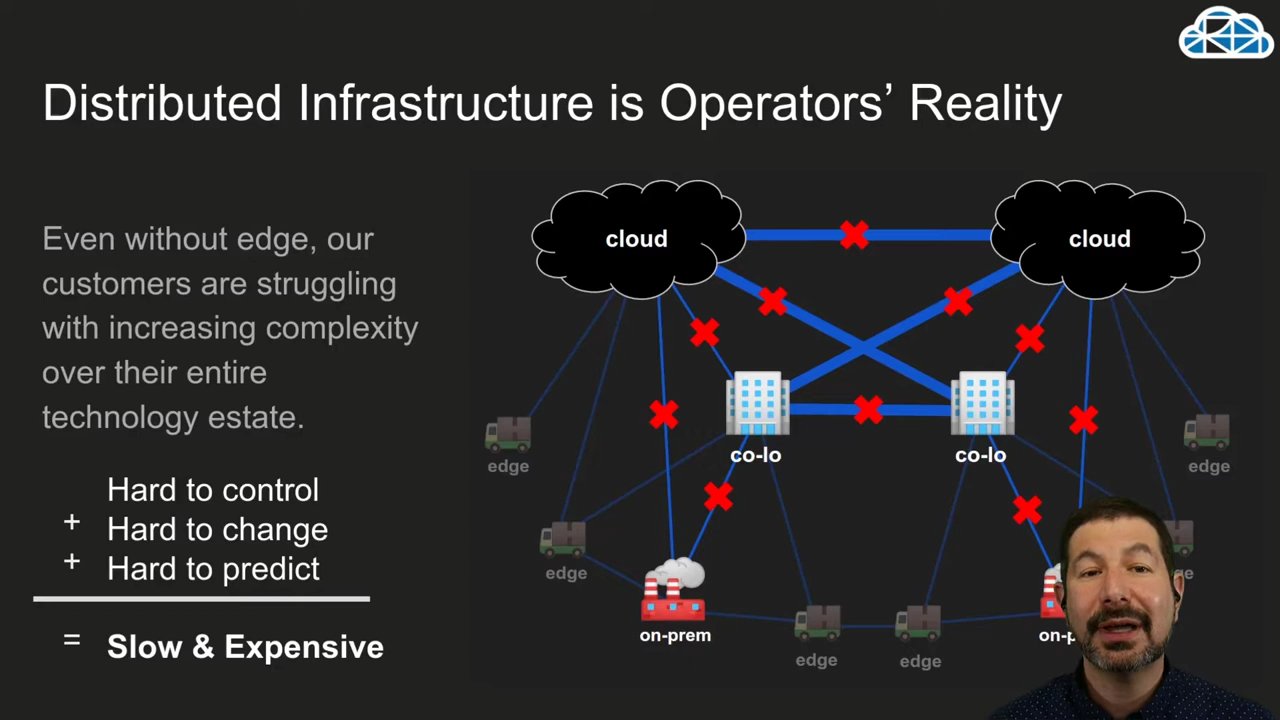 Distributed Infrastructure is Operators’ Reality
Even without edge, our
customers are struggling
with increasing complexity
over their entire
technology estate.
Hard to control
+ Hard to change
+ Hard to predict
= Slow & Expensive
cloud
cloud
co-lo
co-lo
edge
edge
edge
on-prem
edge
edge